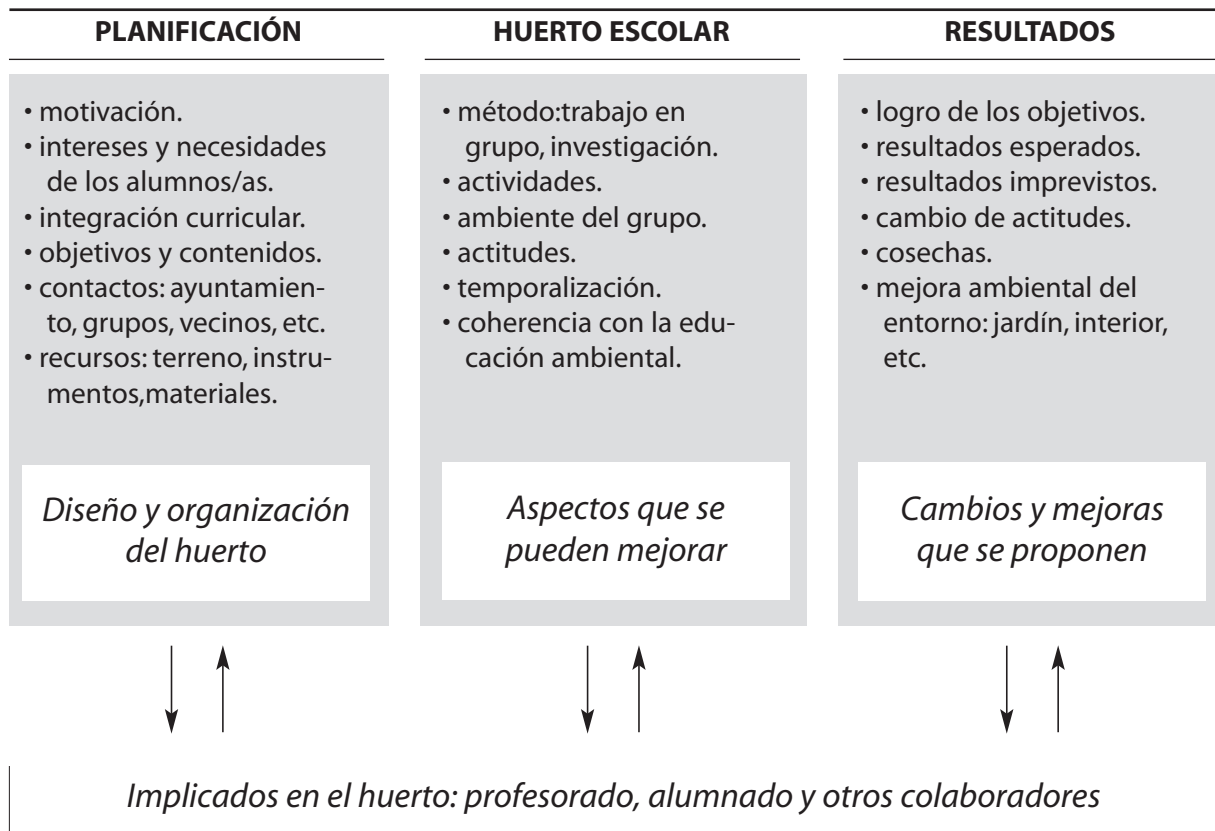 PLANIFICACIÓN
• motivación.
• intereses y necesidades
de los alumnos/as.
• integración curricular.
• objetivos y contenidos.
• contactos: ayuntamien-
to, grupos, vecinos, etc.
• recursos: terreno, instru-
mentos,materiales.
Diseño y organización
del huerto
HUERTO ESCOLAR
• método:trabajo en
grupo, investigación.
• actividades.
• ambiente del grupo.
• actitudes.
• temporalización.
• coherencia con la edu-
cación ambiental.
Aspectos que se
pueden mejorar
RESULTADOS
• logro de los objetivos.
• resultados esperados.
• resultados imprevistos.
• cambio de actitudes.
• cosechas.
• mejora ambiental del
entorno: jardín, interior,
etc.
Cambios y mejoras
que se proponen
Implicados en el huerto: profesorado, alumnado y otros colaboradores